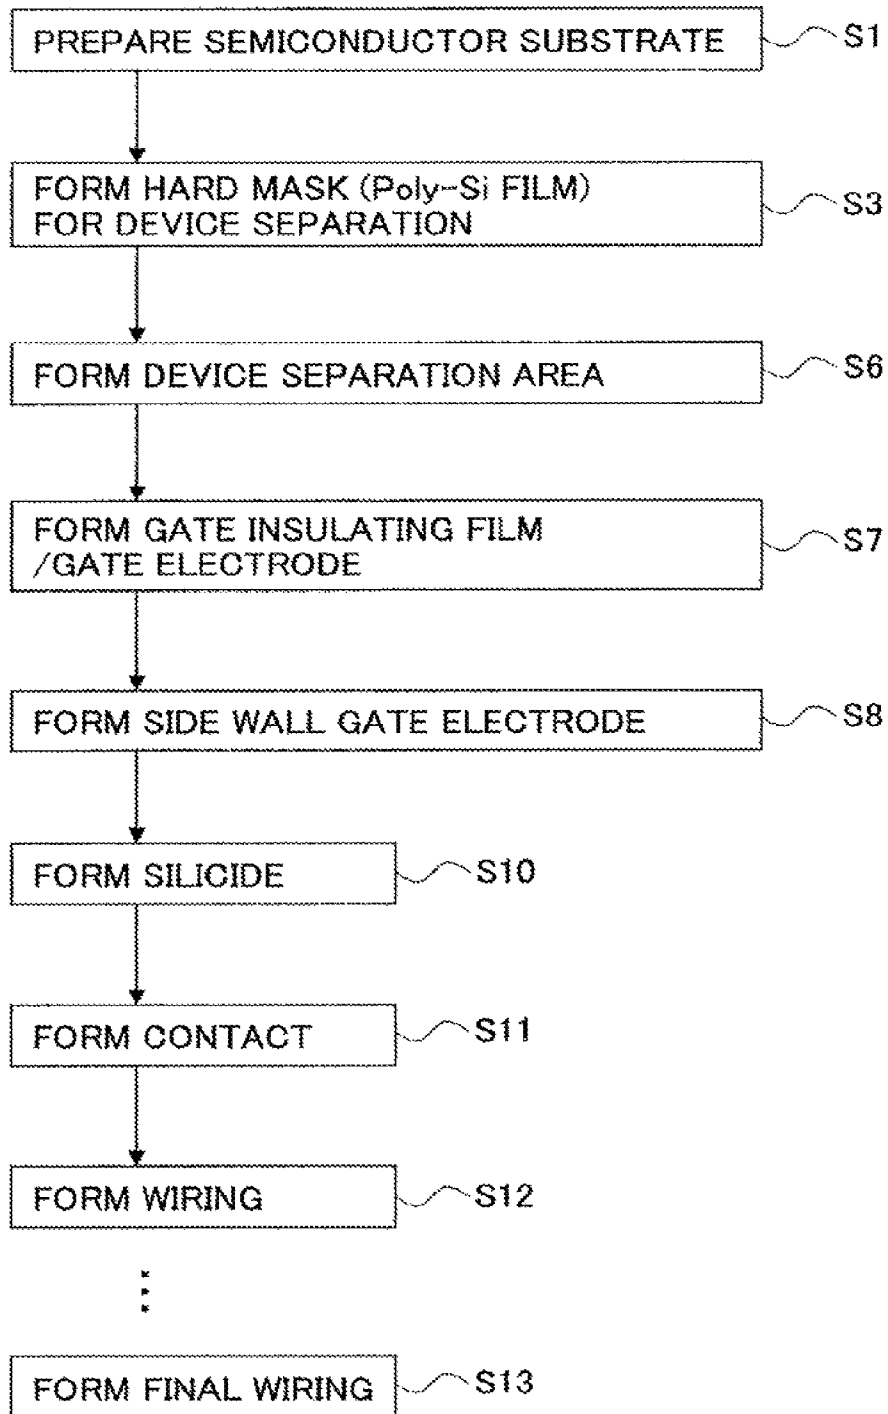 PREPARE SEMICONDUCTOR SUBSTRATE
S1
FORM HARD MASK (Poly-Si FILM)
FOR DEVICE SEPARATION
S3
FORM DEVICE SEPARATION AREA
S6
FORM GATE INSULATING FILM
/GATE ELECTRODE
S7
FORM SIDE WALL GATE ELECTRODE
S8
FORM SILICIDE
S10
FORM CONTACT
S11
FORM WIRING
S12
FORM FINAL WIRING
S13